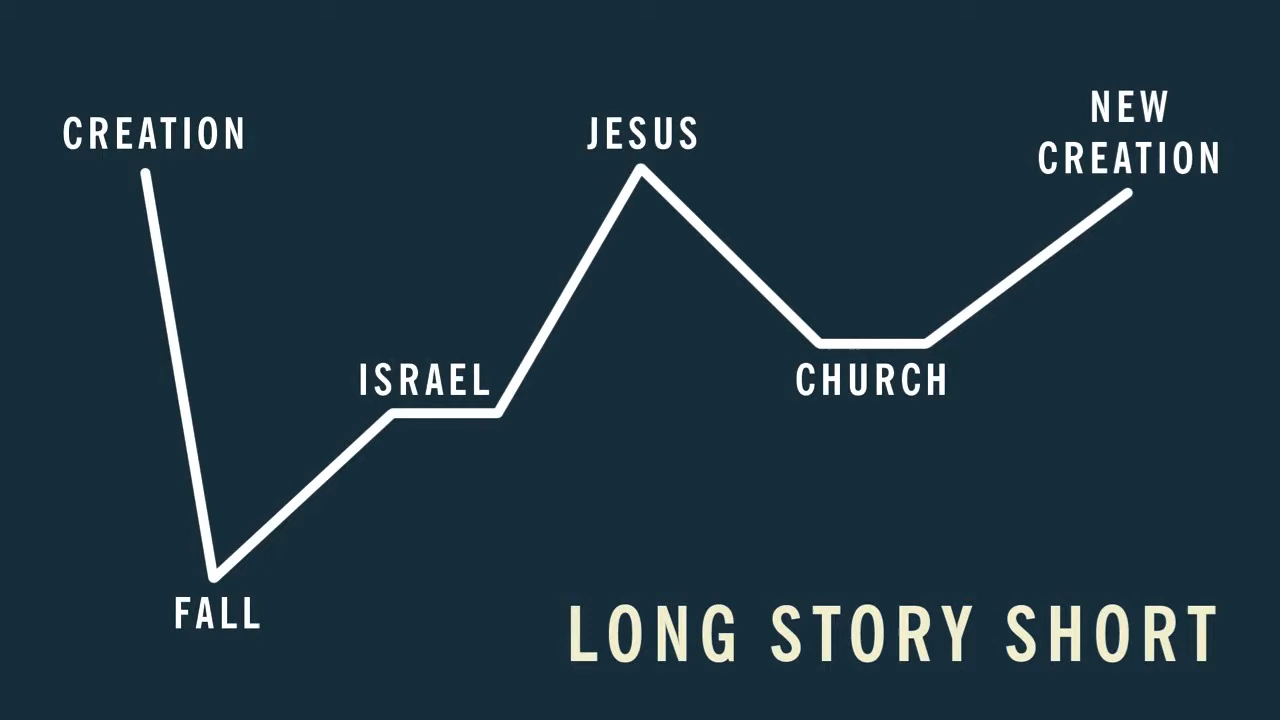 CREATION
FALL
ISRAEL
JESUS
CHURCH
NEW
CREATION
LONG STORY SHORT